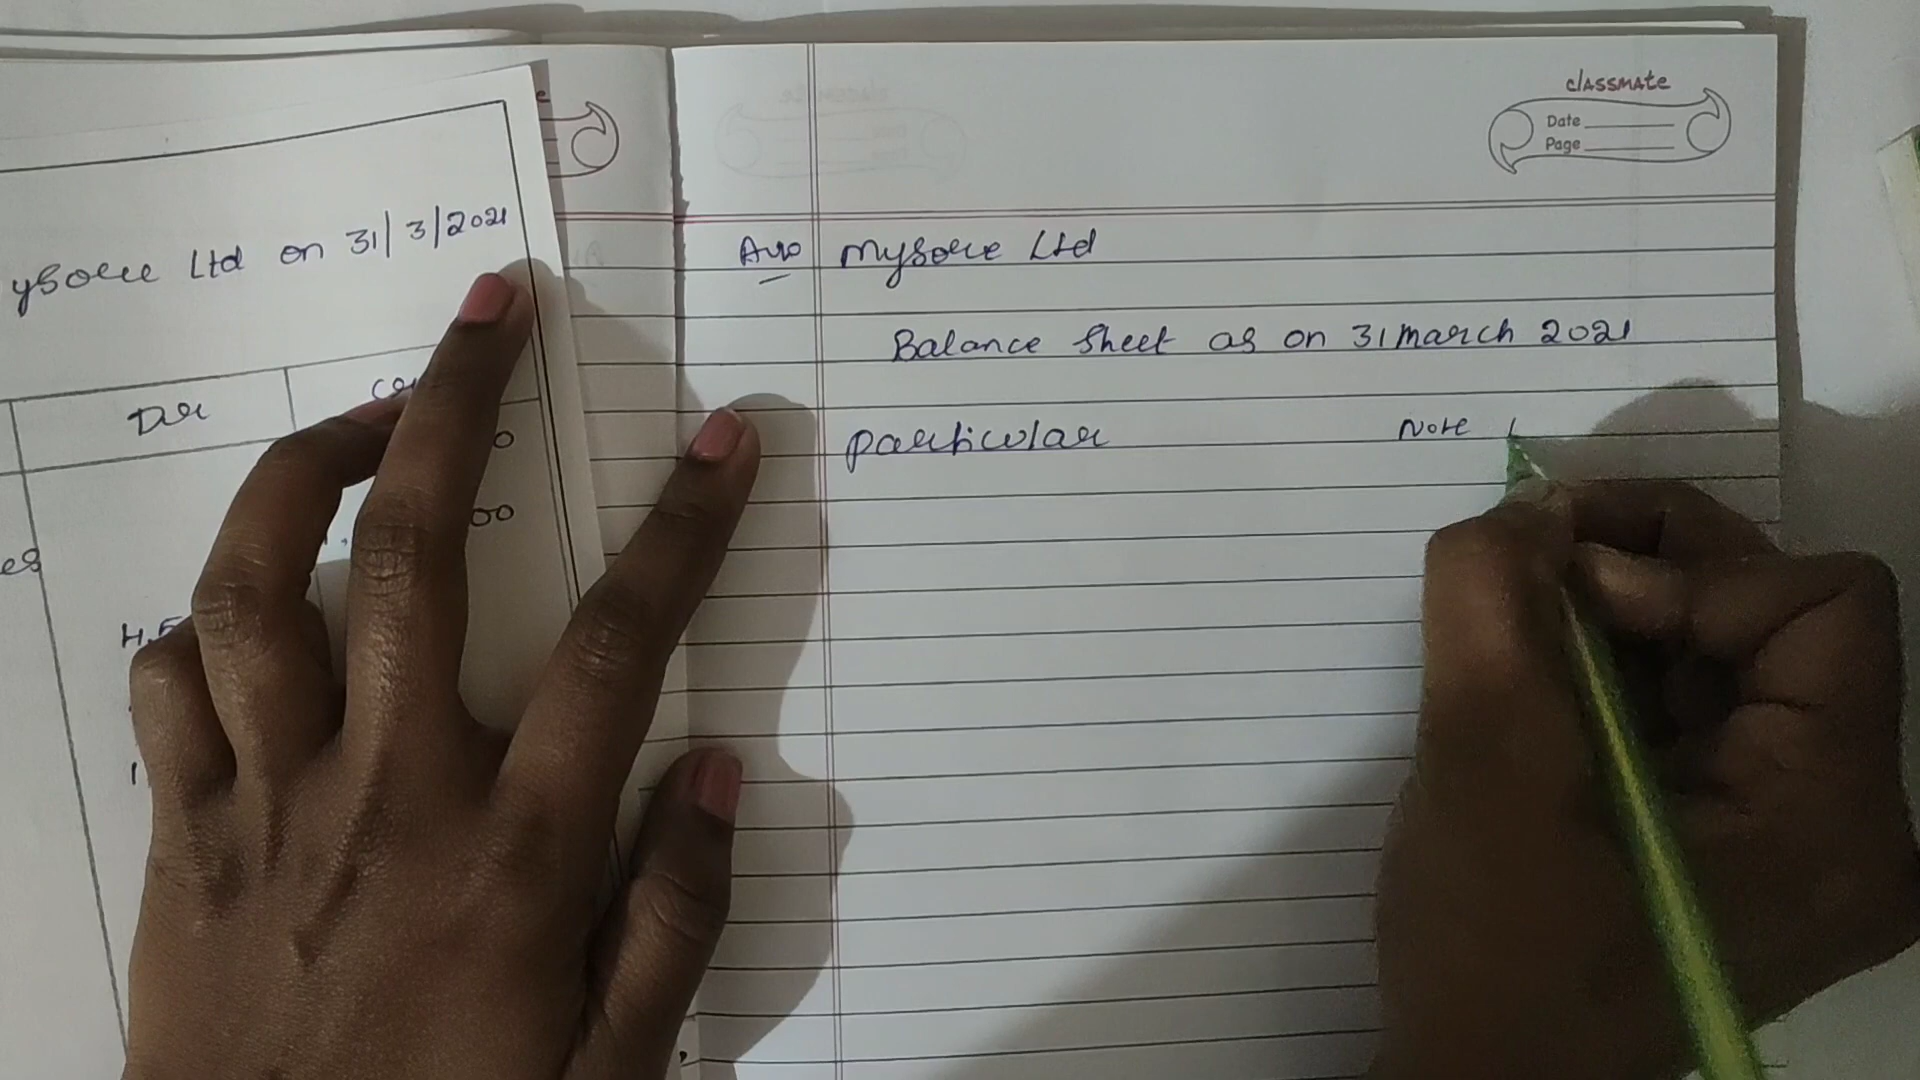 ysore Ltd on 31/3/2021
Dr
00
es
classmate
Date
Page
Ans Mysore Ltd
Balance Sheet as on 31 March 2021
Particular Note